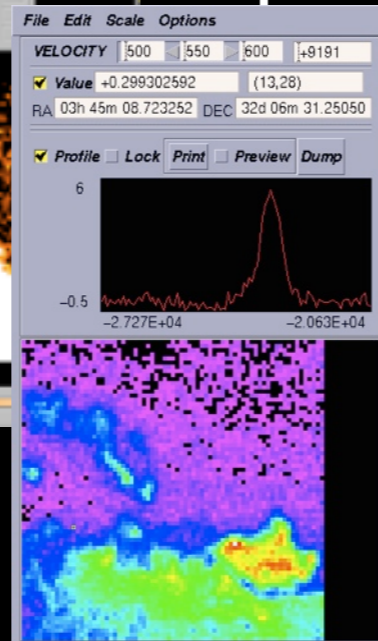 File Edit Scale Options
VELOCITY 500 550 600 +9191
Value +0.299302592 (13,28)
RA 03h 45m 08.723252 DEC 32d 06m 31.25050
Profile Lock Print Preview Dump
6
-0.5
-2.727E+04 -2.063E+04